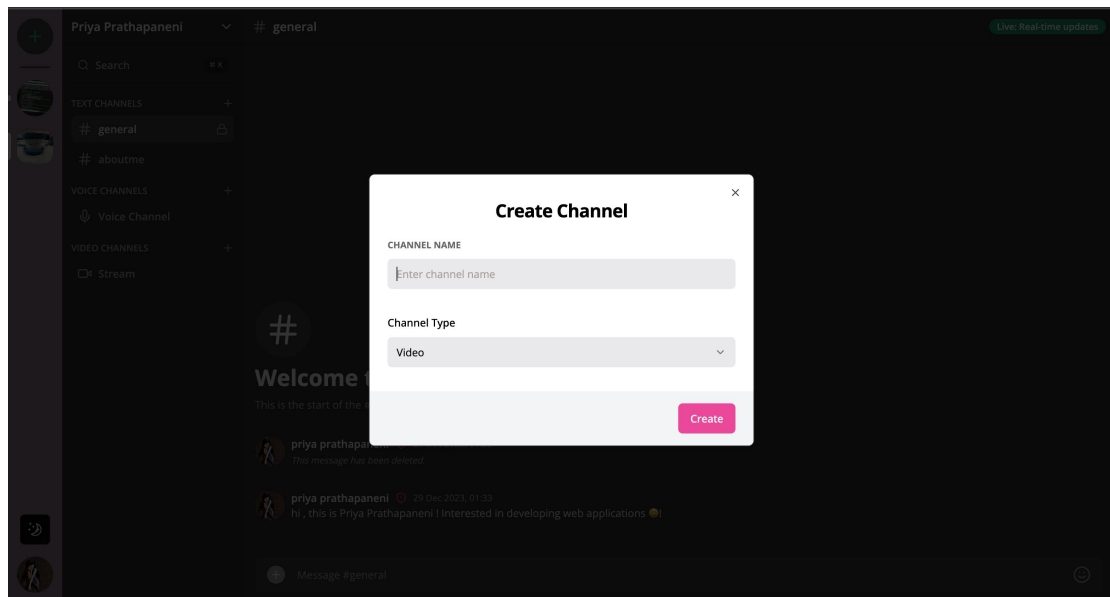 Priya Prathapaneni
# general
Live: Real-time updates
Search
⌘ K
TEXT CHANNELS
# general
# aboutme
VOICE CHANNELS
Voice Channel
VIDEO CHANNELS
Stream
Create Channel
CHANNEL NAME
Enter channel name
Channel Type
Video
Create
Welcome
This is the start of the
priya prathapa
This message has been deleted.
priya prathapaneni 29 Dec 2023, 01:33
hi , this is Priya Prathapaneni | Interested in developing web applications 😀!
Message #general